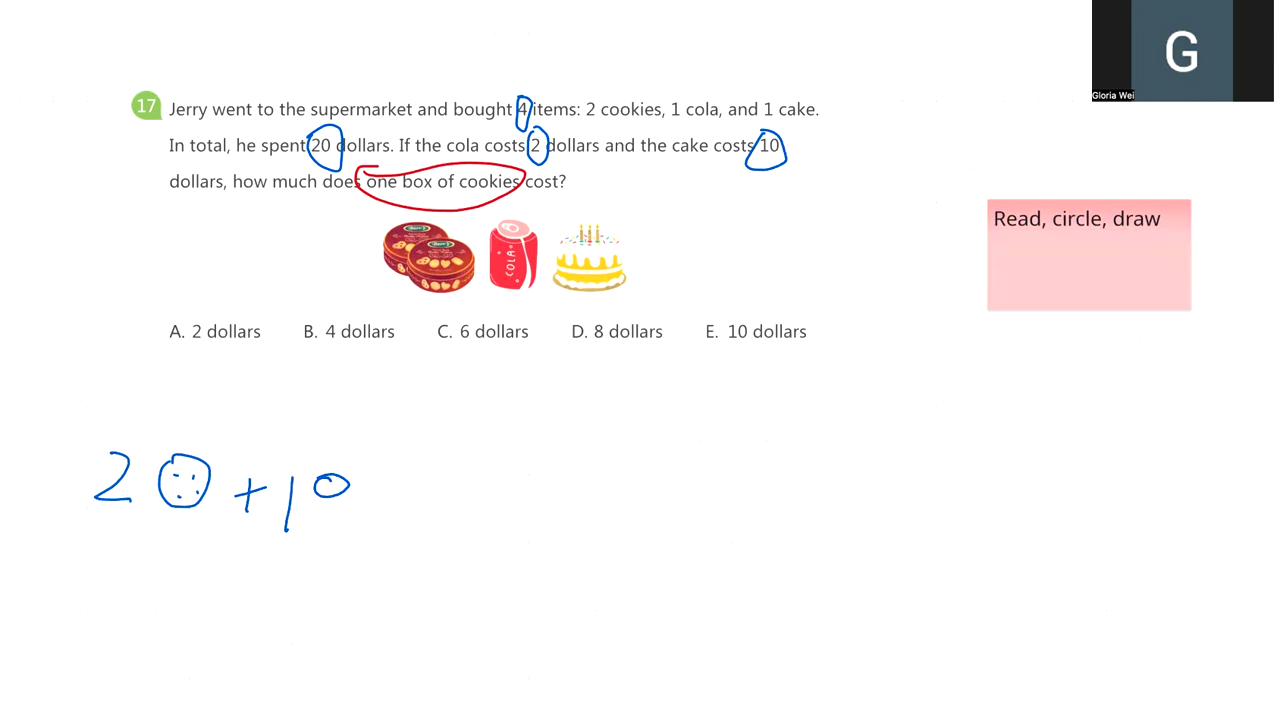 G
Gloria Wei
17 Jerry went to the supermarket and bought 4 items: 2 cookies, 1 cola, and 1 cake.
In total, he spent 20 dollars. If the cola costs 2 dollars and the cake costs 10
dollars, how much does one box of cookies cost?
Read, circle, draw
COLA
A. 2 dollars B. 4 dollars C. 6 dollars D. 8 dollars E. 10 dollars
2 + 10